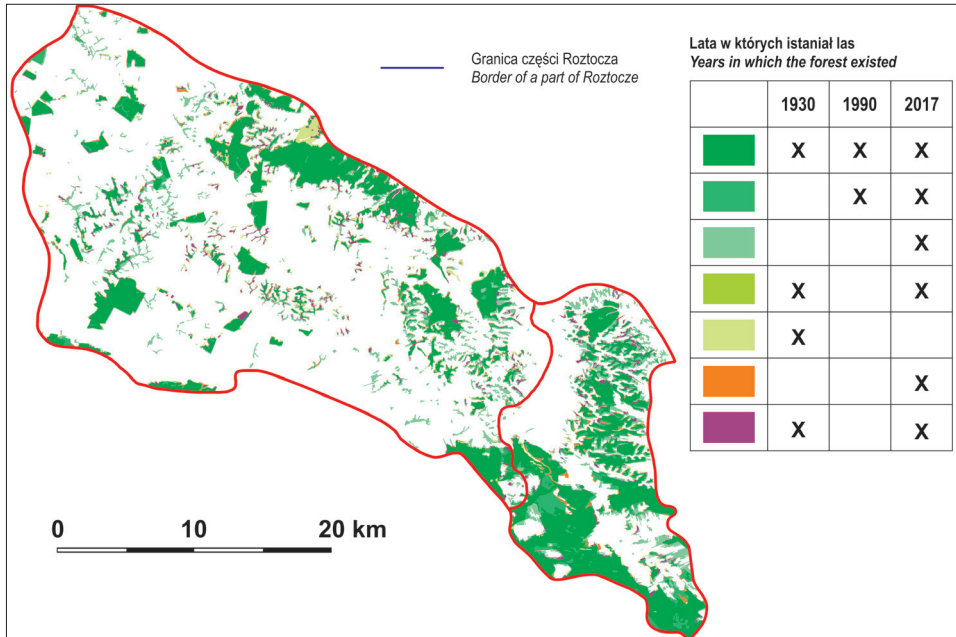 Granica części Roztocza
Border of a part of Roztocze
Lata w których istaniał las
Years in which the forest existed
1930 1990 2017
X X X
X X
X
X X
X
X
X X
0 10 20 km